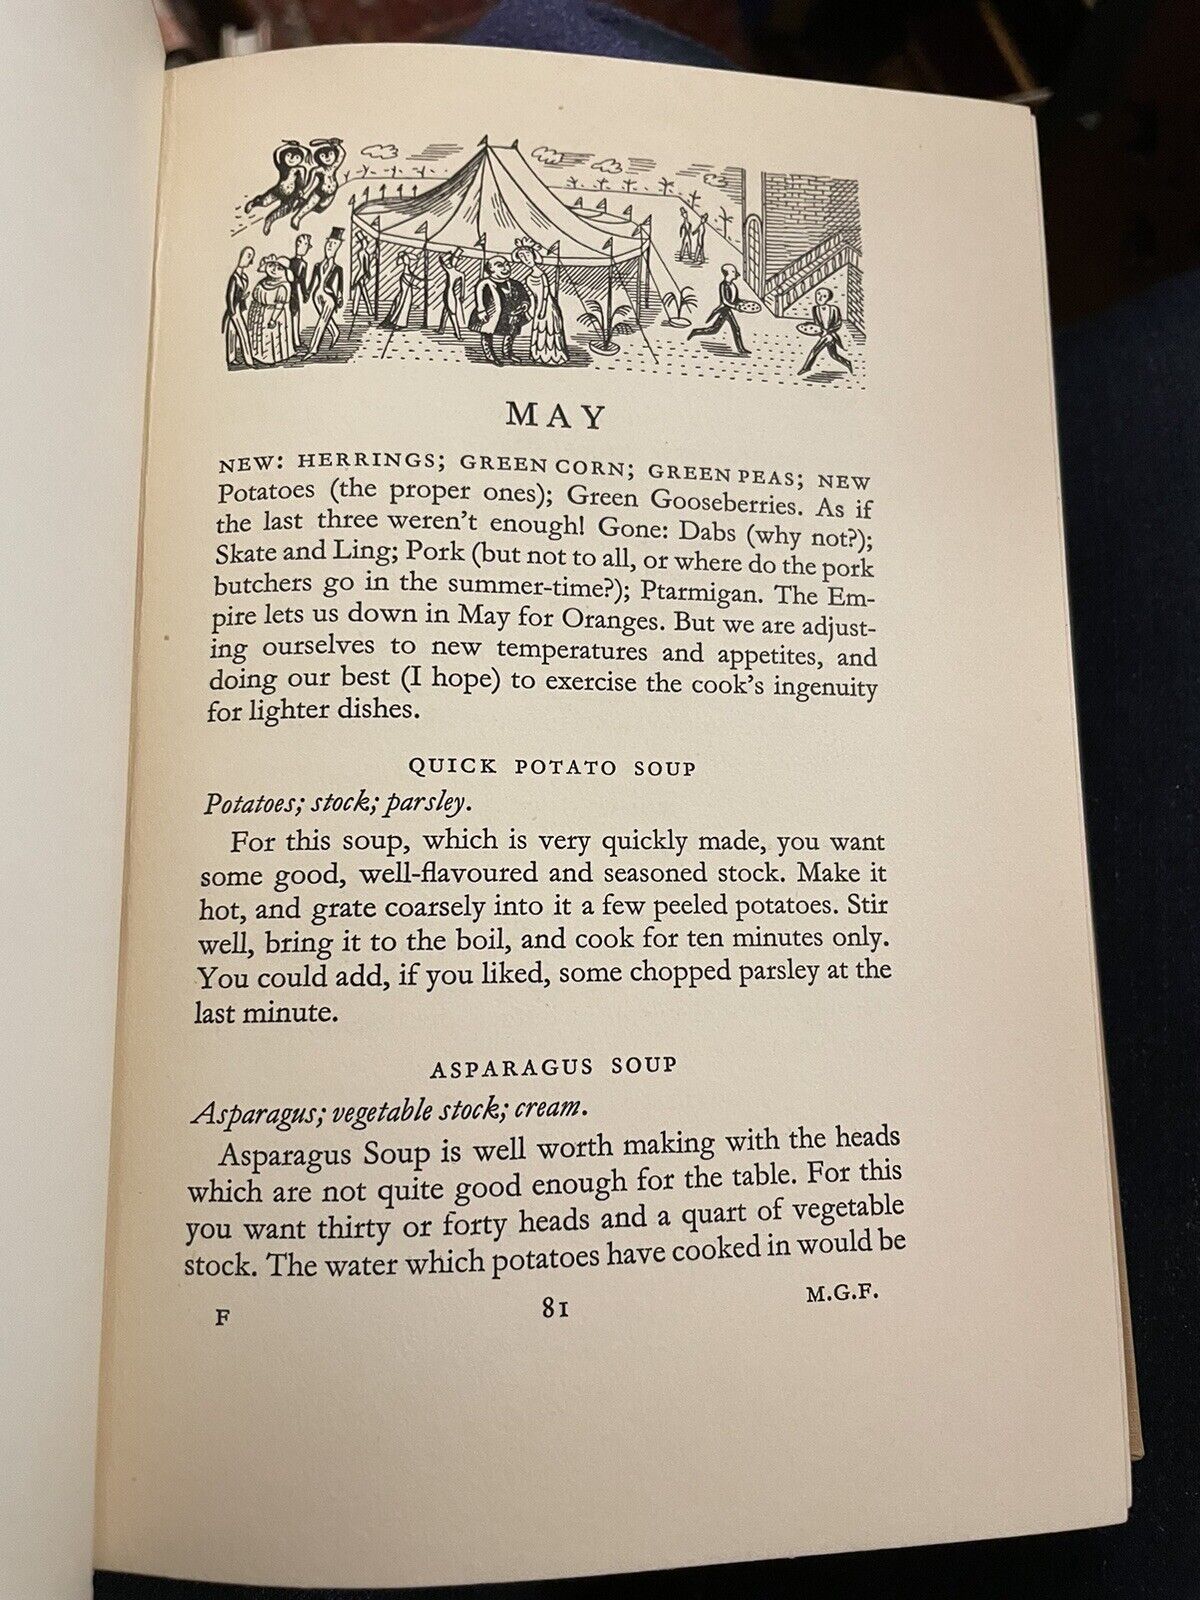 MAY
NEW: HERRINGS; GREEN CORN; GREEN PEAS; NEW
Potatoes (the proper ones); Green Gooseberries. As if
the last three weren't enough! Gone: Dabs (why not?);
Skate and Ling; Pork (but not to all, or where do the pork
butchers go in the summer-time?); Ptarmigan. The Em-
pire lets us down in May for Oranges. But we are adjust-
ing ourselves to new temperatures and appetites, and
doing our best (I hope) to exercise the cook's ingenuity
for lighter dishes.
QUICK POTATO SOUP
Potatoes; stock; parsley.
For this soup, which is very quickly made, you want
some good, well-flavoured and seasoned stock. Make it
hot, and grate coarsely into it a few peeled potatoes. Stir
well, bring it to the boil, and cook for ten minutes only.
You could add, if you liked, some chopped parsley at the
last minute.
ASPARAGUS SOUP
Asparagus; vegetable stock; cream.
Asparagus Soup is well worth making with the heads
which are not quite good enough for the table. For this
you want thirty or forty heads and a quart of vegetable
stock. The water which potatoes have cooked in would be
F 81 M.G.F.